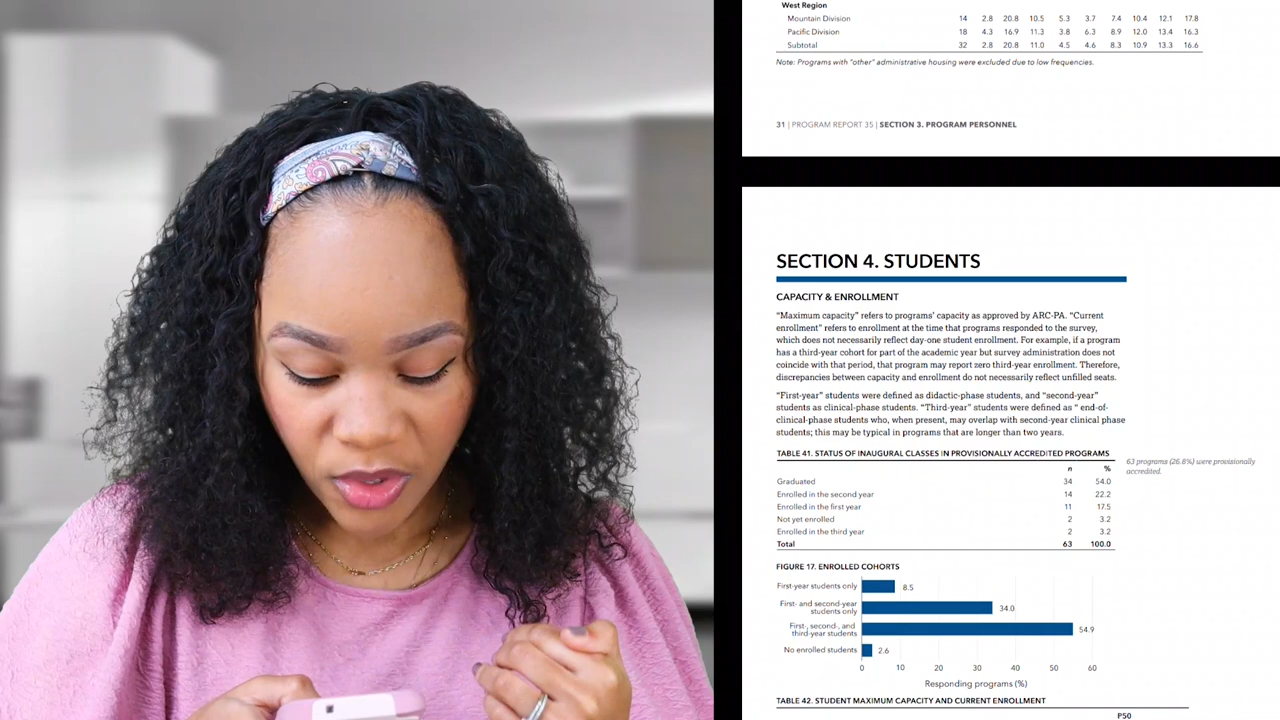 West Region
Mountain Division 14 2.8 20.8 10.5 5.3 3.7 7.4 10.4 12.1 17.8
Pacific Division 18 4.3 16.9 11.3 3.8 6.3 8.9 12.0 13.4 16.3
Subtotal 32 2.8 20.8 11.0 4.5 4.6 8.3 10.9 13.3 16.6
Note: Programs with "other" administrative housing were excluded due to low frequencies.
31 | PROGRAM REPORT 35 | SECTION 3. PROGRAM PERSONNEL
SECTION 4. STUDENTS
CAPACITY & ENROLLMENT
"Maximum capacity" refers to programs' capacity as approved by ARC-PA. "Current
enrollment" refers to enrollment at the time that programs responded to the survey,
which does not necessarily reflect day-one student enrollment. For example, if a program
has a third-year cohort for part of the academic year but survey administration does not
coincide with that period, that program may report zero third-year enrollment. Therefore,
discrepancies between capacity and enrollment do not necessarily reflect unfilled seats.
"First-year" students were defined as didactic-phase students, and "second-year"
students as clinical-phase students. "Third-year" students were defined as " end-of-
clinical-phase students who, when present, may overlap with second-year clinical phase
students; this may be typical in programs that are longer than two years.
TABLE 41. STATUS OF INAUGURAL CLASSES IN PROVISIONALLY ACCREDITED PROGRAMS
n %
Graduated 34 54.0
Enrolled in the second year 14 22.2
Enrolled in the first year 11 17.5
Not yet enrolled 2 3.2
Enrolled in the third year 2 3.2
Total 63 100.0
63 programs (26.8%) were provisionally
accredited.
FIGURE 17. ENROLLED COHORTS
First-year students only 8.5
First- and second-year
students only 34.0
First-, second-, and
third-year students 54.9
No enrolled students 2.6
0 10 20 30 40 50 60
Responding programs (%)
TABLE 42. STUDENT MAXIMUM CAPACITY AND CURRENT ENROLLMENT
P50